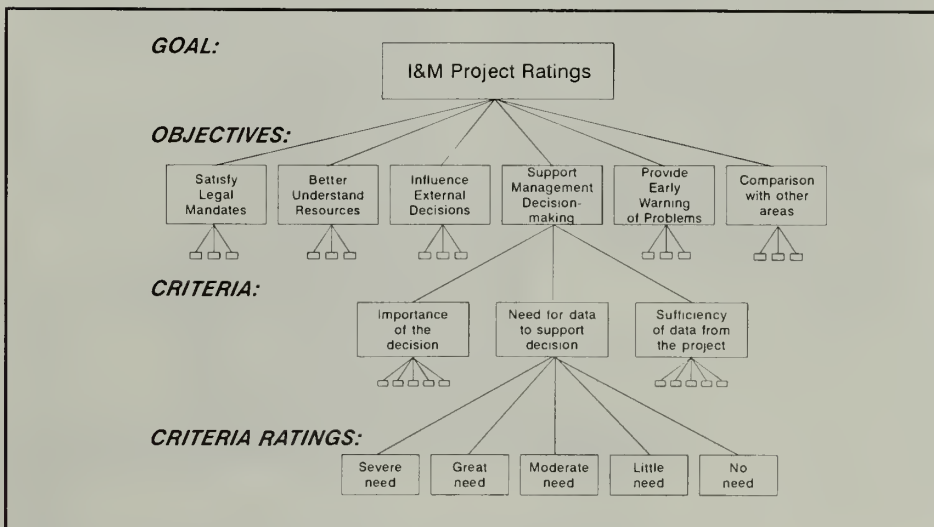 GOAL:
I&M Project Ratings
OBJECTIVES:
Satisfy
Legal
Mandates
Better
Understand
Resources
Influence
External
Decisions
Support
Management
Decision-
making
Provide
Early
Warning
of Problems
Comparison
with other
areas
CRITERIA:
Importance
of the
decision
Need for data
to support
decision
Sufficiency
of data from
the project
CRITERIA RATINGS:
Severe
need
Great
need
Moderate
need
Little
need
No
need